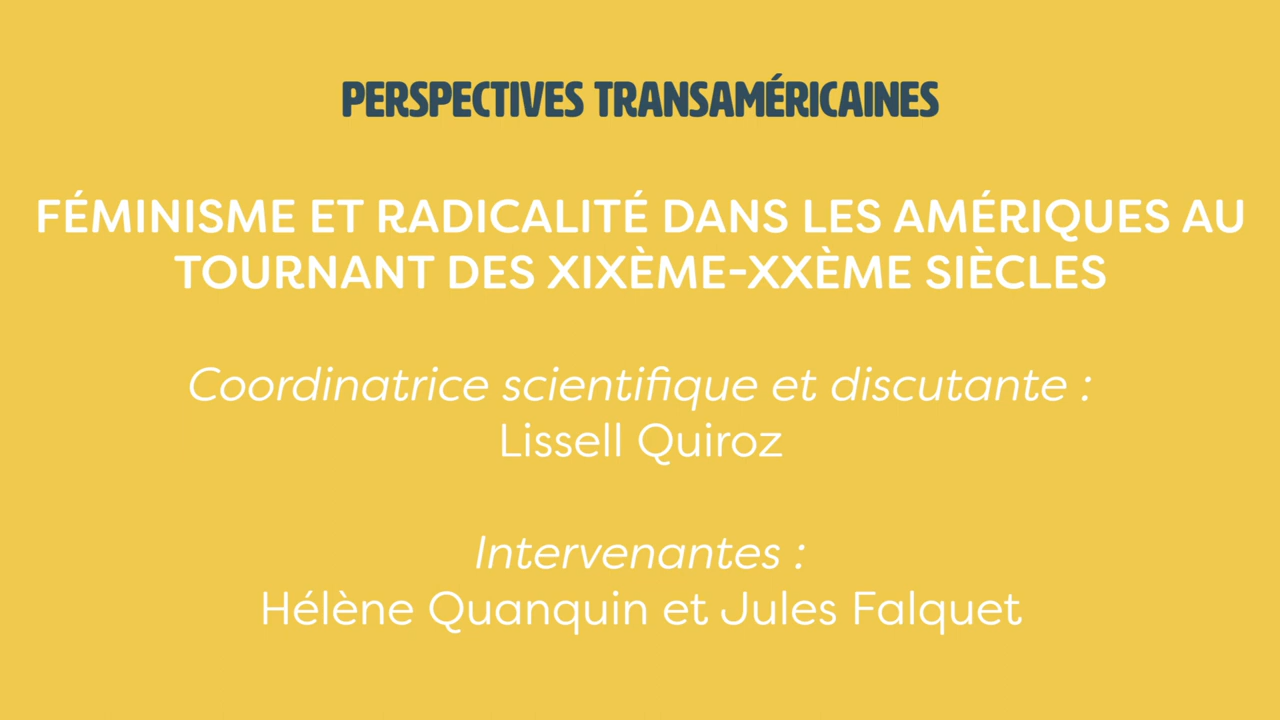 PERSPECTIVES TRANSAMÉRICAINES
FÉMINISME ET RADICALITÉ DANS LES AMÉRIQUES AU
TOURNANT DES XIXÈME-XXÈME SIÈCLES
Coordinatrice scientifique et discutante :
Lissell Quiroz
Intervenantes :
Hélène Quanquin et Jules Falquet